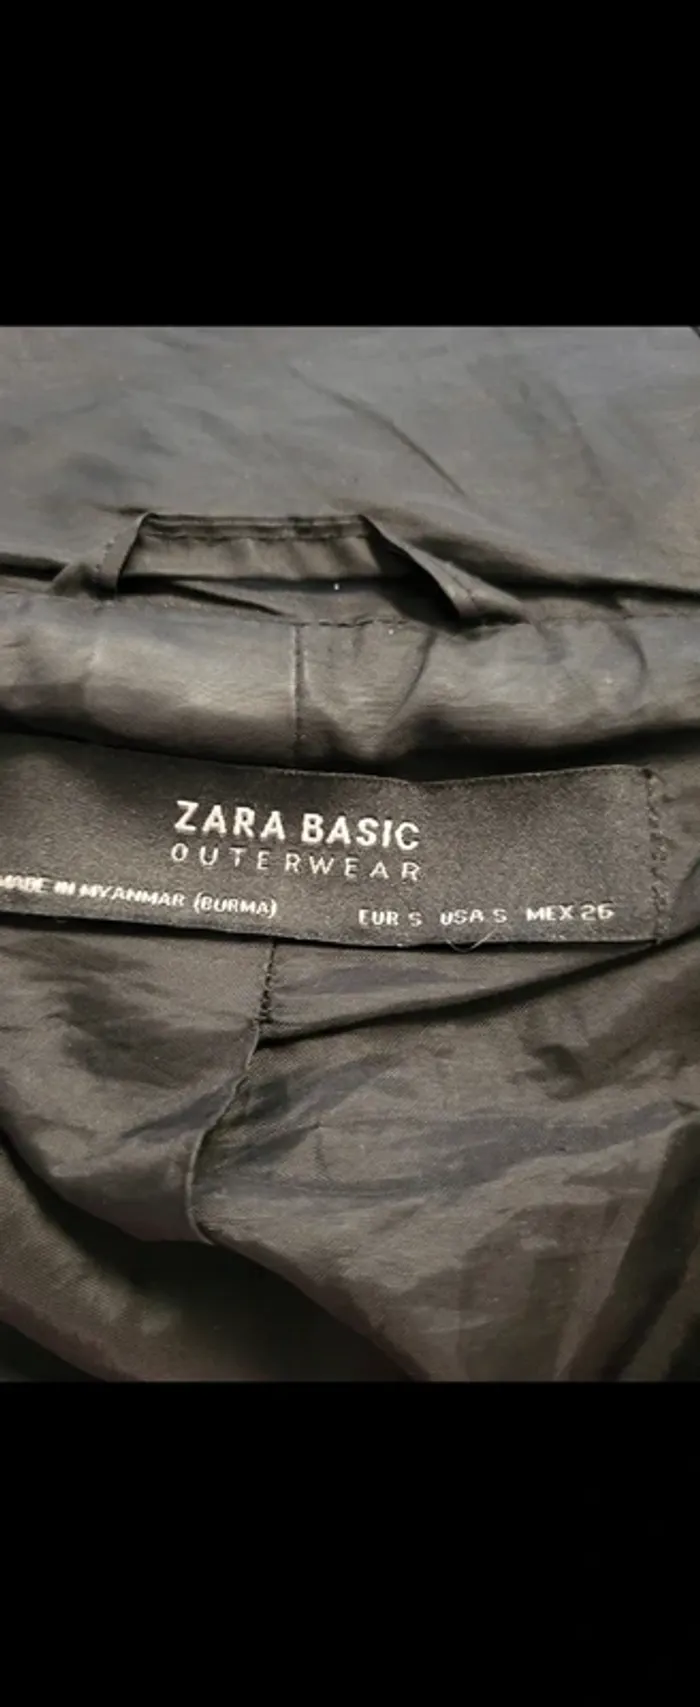 ZARA BASIC
OUTERWEAR
MADE IN MYANMAR (BURMA) EUR S USA S MEX 26